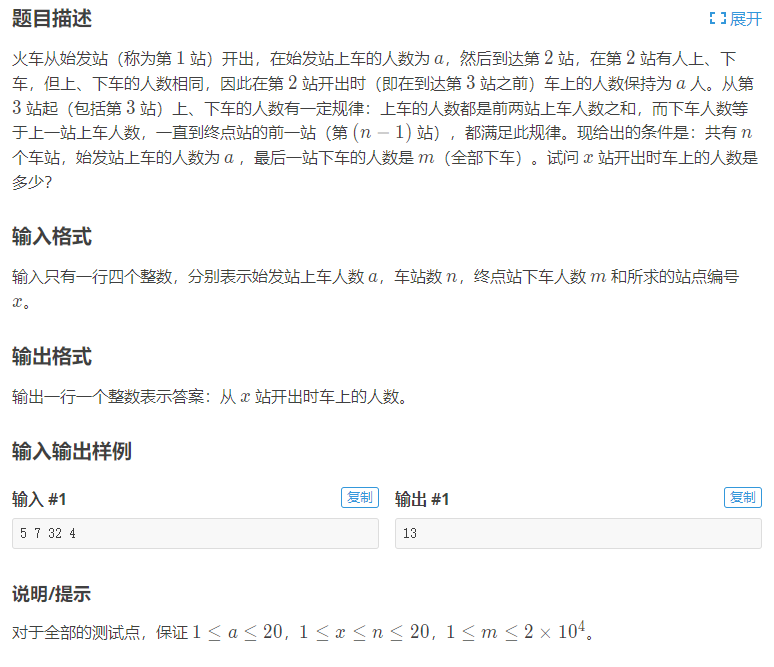 题目描述
展开
火车从始发站（称为第 1 站）开出，在始发站上车的人数为 a，然后到达第 2 站，在第 2 站有人上、下
车，但上、下车的人数相同，因此在第 2 站开出时（即在到达第 3 站之前）车上的人数保持为 a 人。从第
3 站起（包括第 3 站）上、下车的人数有一定规律：上车的人数都是前两站上车人数之和，而下车人数等
于上一站上车人数，一直到终点站的前一站（第 (n − 1) 站），都满足此规律。现给出的条件是：共有 n
个车站，始发站上车的人数为 a ，最后一站下车的人数是 m（全部下车）。试问 x 站开出时车上的人数是
多少？
输入格式
输入只有一行四个整数，分别表示始发站上车人数 a，车站数 n，终点站下车人数 m 和所求的站点编号
x。
输出格式
输出一行一个整数表示答案：从 x 站开出时车上的人数。
输入输出样例
输入 #1
复制
输出 #1
复制
5 7 32 4
13
说明/提示
对于全部的测试点，保证 1 ≤ a ≤ 20，1 ≤ x ≤ n ≤ 20，1 ≤ m ≤ 2 × 10⁴。